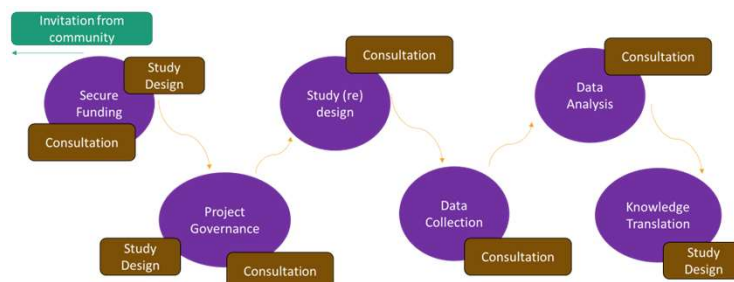 Invitation from
community
Study
Design
Secure
Funding
Consultation
Project
Governance
Study
Design
Consultation
Consultation
Study (re)
design
Data
Collection
Consultation
Consultation
Data
Analysis
Knowledge
Translation
Study
Design